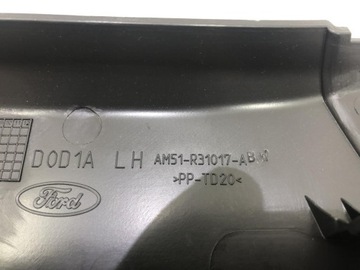 D0D1A LH AM51-R31017-AB
>PP-TD20<
Ford